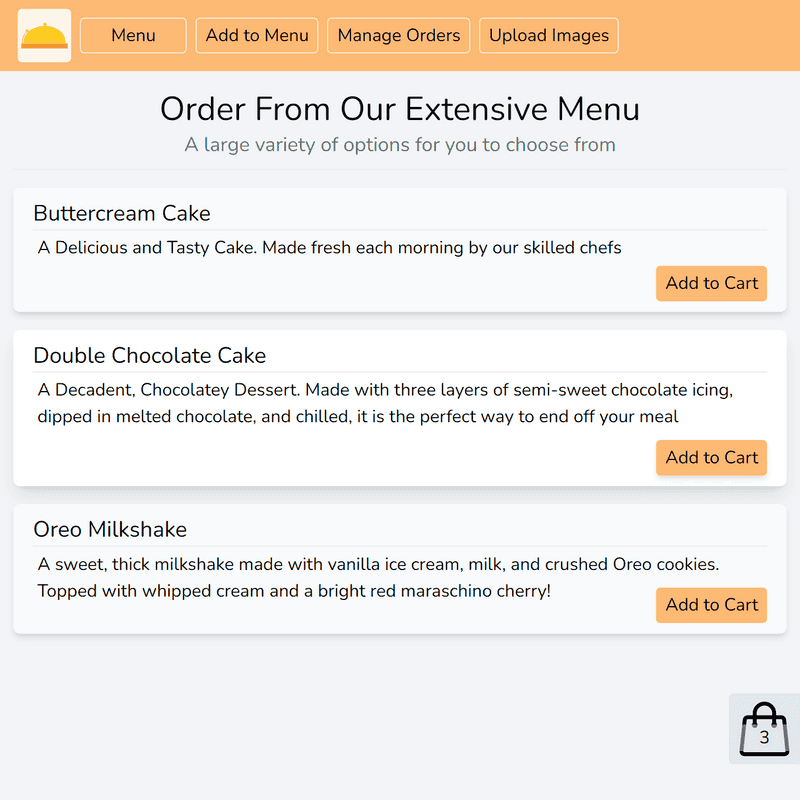 Menu
Add to Menu
Manage Orders
Upload Images
Order From Our Extensive Menu
A large variety of options for you to choose from
Buttercream Cake
A Delicious and Tasty Cake. Made fresh each morning by our skilled chefs
Add to Cart
Double Chocolate Cake
A Decadent, Chocolatey Dessert. Made with three layers of semi-sweet chocolate icing,
dipped in melted chocolate, and chilled, it is the perfect way to end off your meal
Add to Cart
Oreo Milkshake
A sweet, thick milkshake made with vanilla ice cream, milk, and crushed Oreo cookies.
Topped with whipped cream and a bright red maraschino cherry!
Add to Cart
3